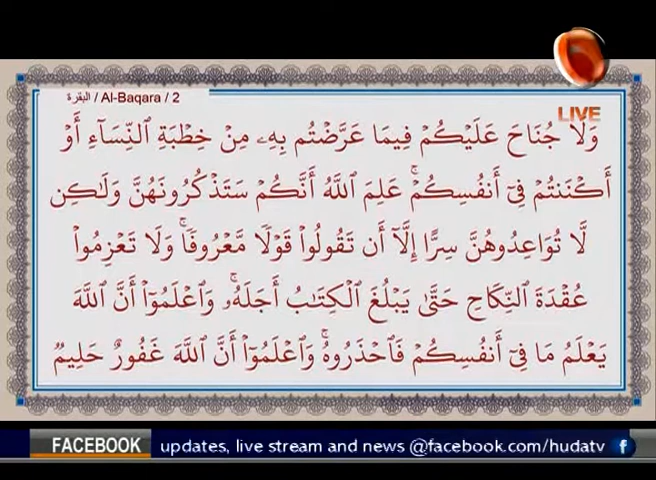 البقرة / Al-Baqara / 2
LIVE
وَلَا جُنَاحَ عَلَيْكُمْ فِيمَا عَرَّضْتُم بِهِۦ مِنْ خِطْبَةِ ٱلنِّسَآءِ أَوْ
أَكْنَنتُمْ فِىٓ أَنفُسِكُمْ ۚ عَلِمَ ٱللَّهُ أَنَّكُمْ سَتَذْكُرُونَهُنَّ وَلَـٰكِن
لَّا تُوَاعِدُوهُنَّ سِرًّا إِلَّآ أَن تَقُولُوا۟ قَوْلًا مَّعْرُوفًا ۚ وَلَا تَعْزِمُوا۟
عُقْدَةَ ٱلنِّكَاحِ حَتَّىٰ يَبْلُغَ ٱلْكِتَـٰبُ أَجَلَهُۥ ۚ وَٱعْلَمُوٓا۟ أَنَّ ٱللَّهَ
يَعْلَمُ مَا فِىٓ أَنفُسِكُمْ فَٱحْذَرُوهُ ۚ وَٱعْلَمُوٓا۟ أَنَّ ٱللَّهَ غَفُورٌ حَلِيمٌ
FACEBOOK updates, live stream and news @facebook.com/hudatv f